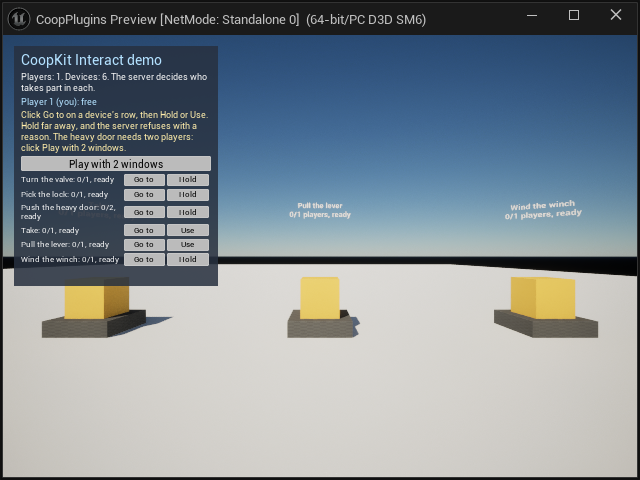 CoopPlugins Preview [NetMode: Standalone 0]  (64-bit/PC D3D SM6)
CoopKit Interact demo
Players: 1. Devices: 6. The server decides who
takes part in each.
Player 1 (you): free
Click Go to on a device's row, then Hold or Use.
Hold far away, and the server refuses with a
reason. The heavy door needs two players:
click Play with 2 windows.
Play with 2 windows
Turn the valve: 0/1, ready Go to Hold
Pick the lock: 0/1, ready Go to Hold
Push the heavy door: 0/2,
ready Go to Hold
Take: 0/1, ready Go to Use
Pull the lever: 0/1, ready Go to Use
Wind the winch: 0/1, ready Go to Hold
Pull the lever
0/1 players, ready
Wind the winch
0/1 players, ready